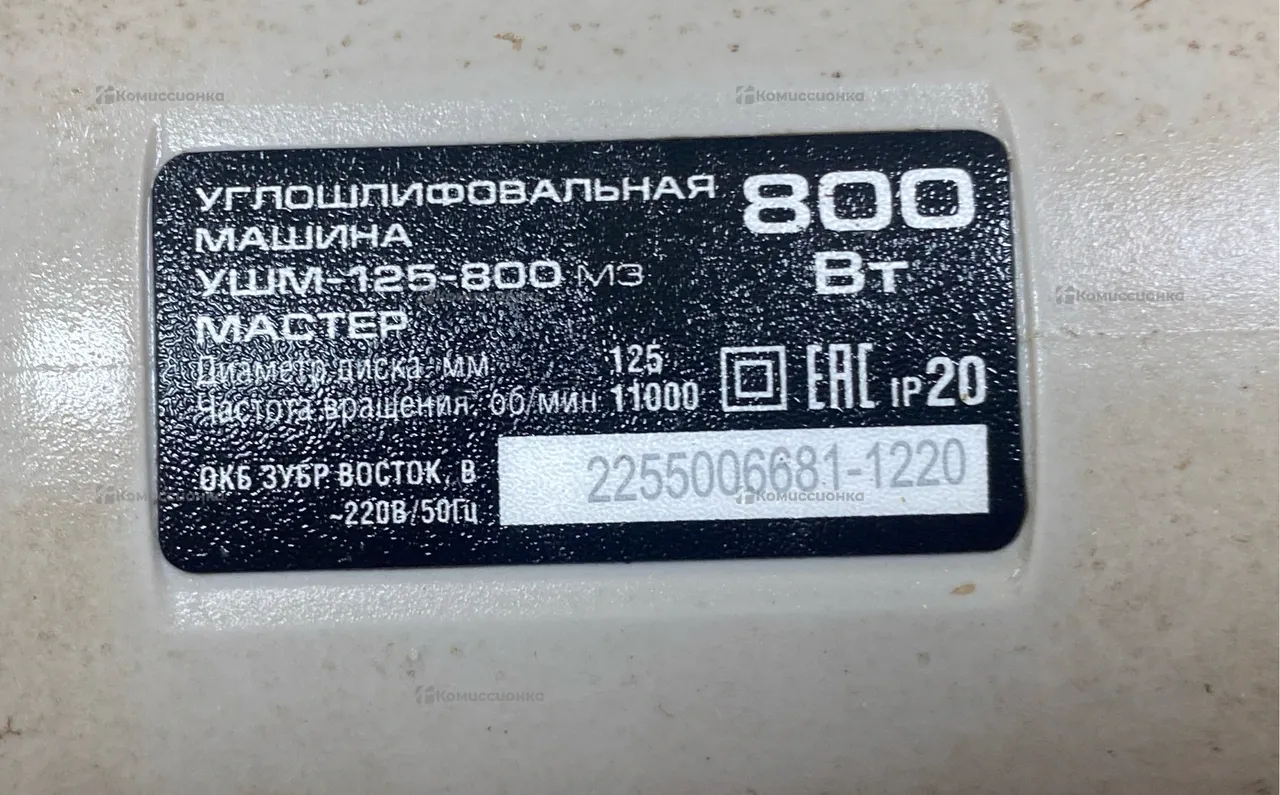 Комиссионка
Комиссионка
УГЛОШЛИФОВАЛЬНАЯ
МАШИНА
УШМ-125-800 М3
МАСТЕР
800
Вт
Комиссионка
Диаметр диска, мм 125
Частота вращения, об/мин 11000
EAC IP20
ОКБ ЗУБР ВОСТОК, В
~220В/50Гц
2255006681-1220
Комиссионка
Комиссионка
Комиссионка